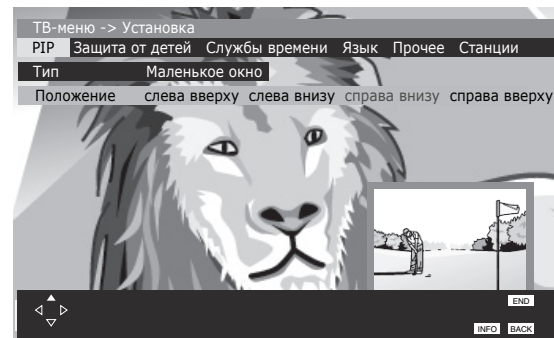 ТВ-меню -> Установка
PIP Защита от детей Службы времени Язык Прочее Станции
Тип Маленькое окно
Положение слева вверху слева внизу справа внизу справа вверху
END
INFO BACK